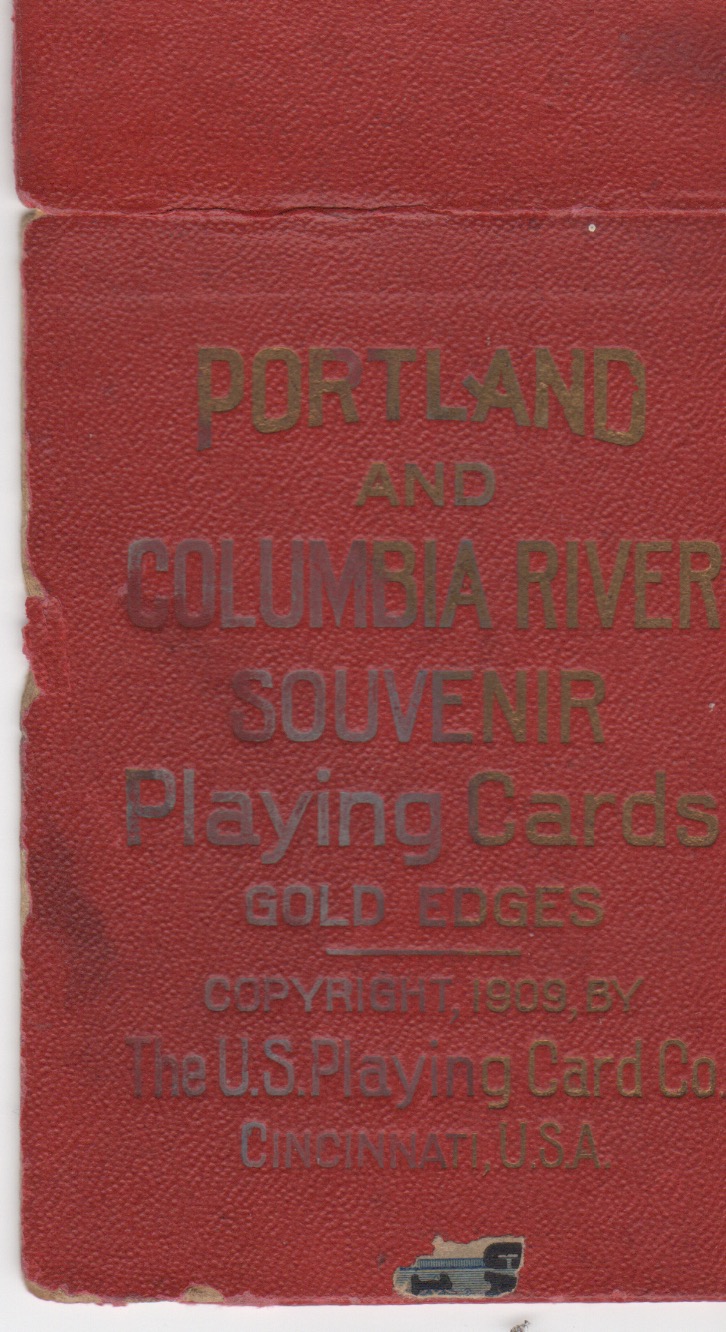 PORTLAND
AND
COLUMBIA RIVER
SOUVENIR
Playing Cards
GOLD EDGES
COPYRIGHT, 1909, BY
The U.S. Playing Card Co.
CINCINNATI, U.S.A.